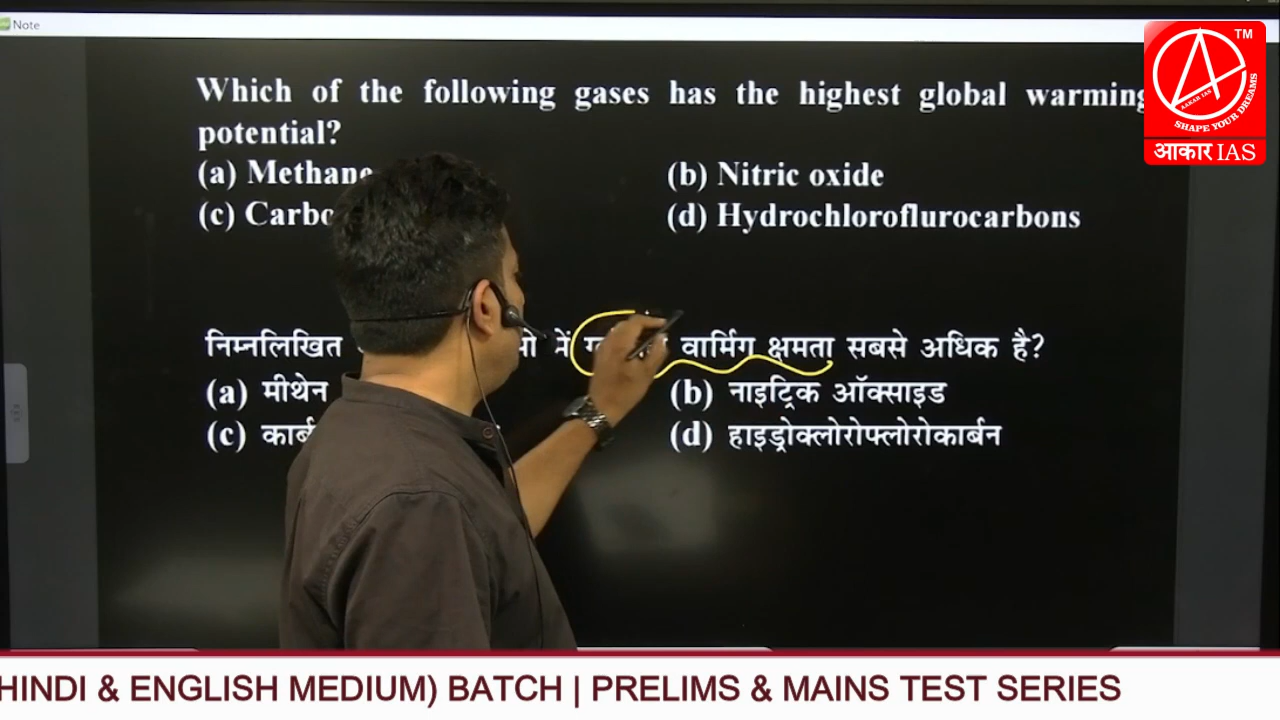 Note
Which of the following gases has the highest global warming
potential?
(a) Methane (b) Nitric oxide
(c) (d) Hydrochloroflurocarbons
निम्नलिखित में वार्मिग क्षमता सबसे अधिक है?
(a) मीथेन (b) नाइट्रिक ऑक्साइड
(c) (d) हाइड्रोक्लोरोफ्लोरोकार्बन
TM
AAKAR IAS
SHAPE YOUR DREAMS
आकार IAS
HINDI & ENGLISH MEDIUM) BATCH | PRELIMS & MAINS TEST SERIES